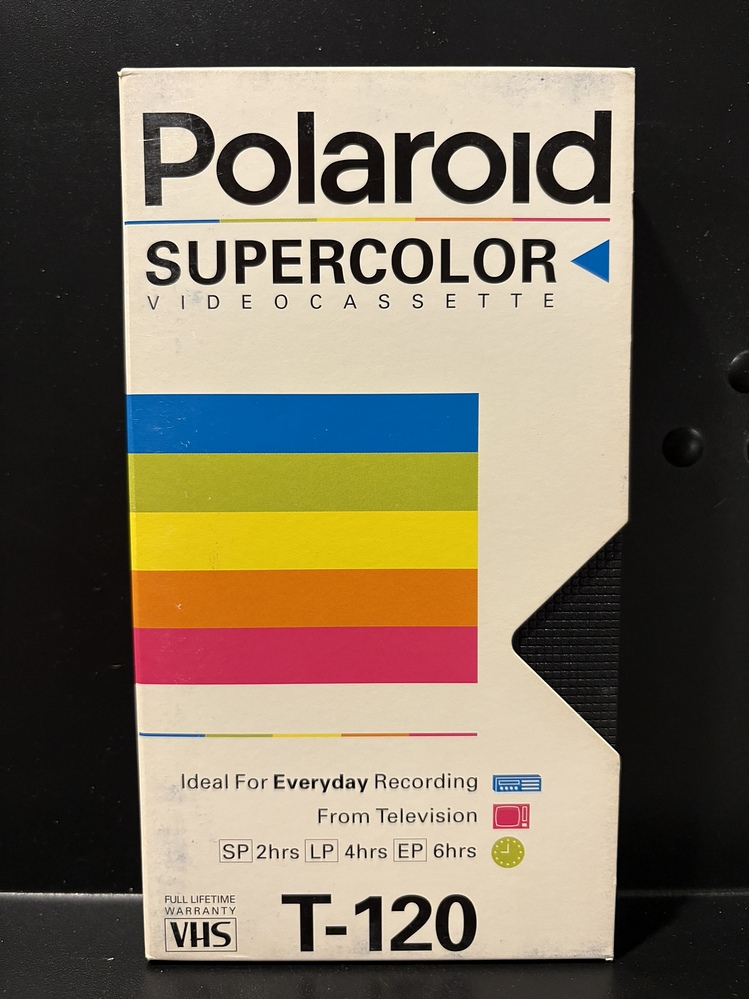 Polaroid
SUPERCOLOR
VIDEOCASSETTE
Ideal For Everyday Recording
From Television
SP 2hrs LP 4hrs EP 6hrs
FULL LIFETIME
WARRANTY
VHS
T-120